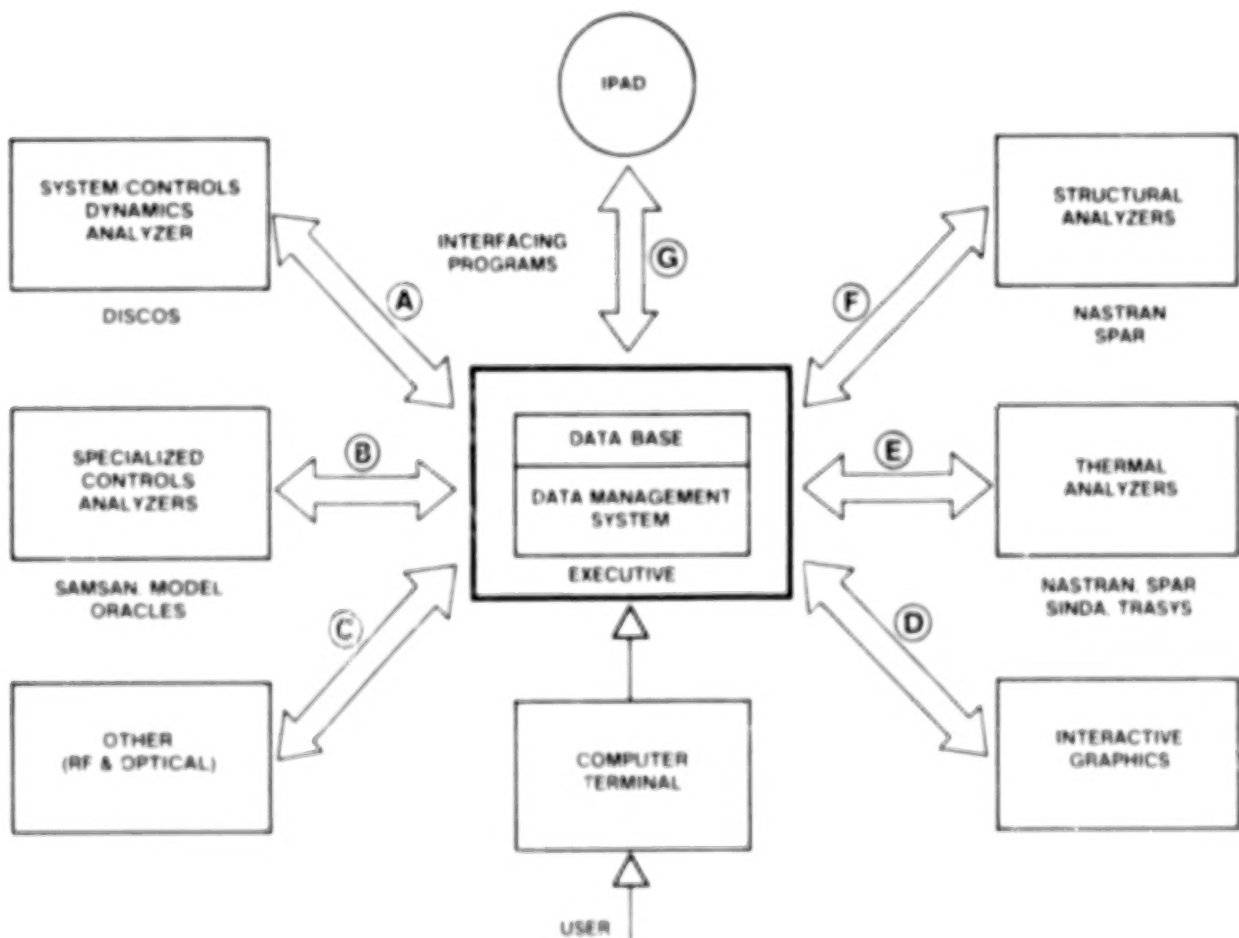 IPAD
SYSTEM/CONTROLS
DYNAMICS
ANALYZER
DISCOS
INTERFACING
PROGRAMS
G
A
F
STRUCTURAL
ANALYZERS
NASTRAN
SPAR
SPECIALIZED
CONTROLS
ANALYZERS
SAMSAN, MODEL
ORACLES
B
DATA BASE
DATA MANAGEMENT
SYSTEM
EXECUTIVE
E
THERMAL
ANALYZERS
NASTRAN, SPAR
SINDA, TRASYS
C
D
OTHER
(RF & OPTICAL)
COMPUTER
TERMINAL
INTERACTIVE
GRAPHICS
USER